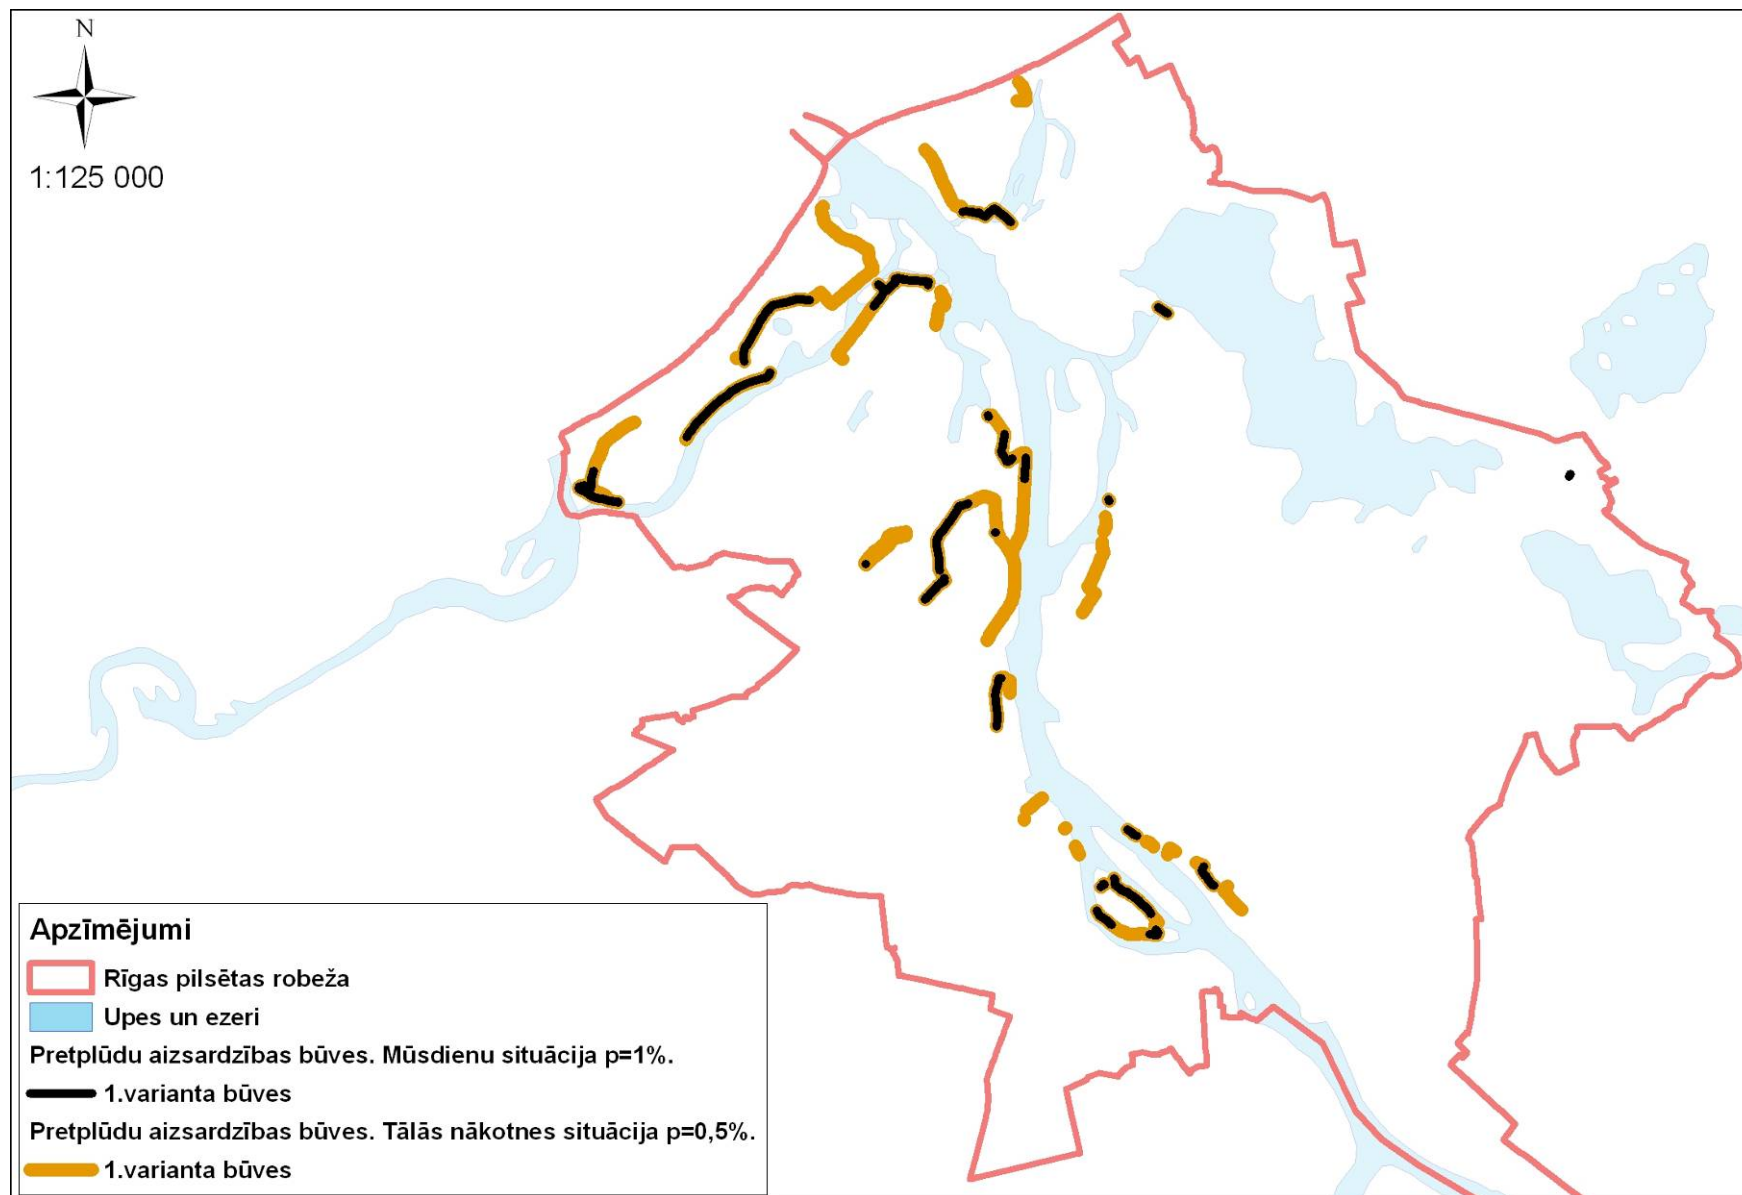 N
1:125 000
Apzīmējumi
Rīgas pilsētas robeža
Upes un ezeri
Pretplūdu aizsardzības būves. Mūsdienu situācija p=1%.
1.varianta būves
Pretplūdu aizsardzības būves. Tālās nākotnes situācija p=0,5%.
1.varianta būves